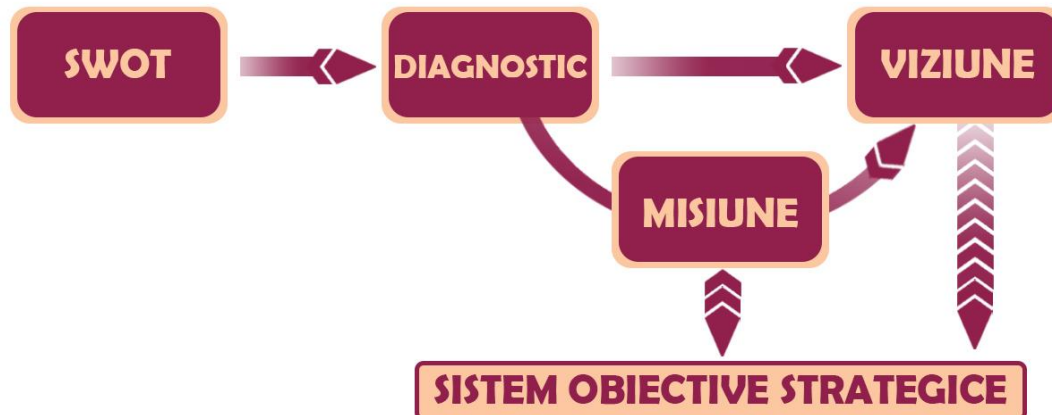 SWOT
DIAGNOSTIC
VIZIUNE
MISIUNE
SISTEM OBIECTIVE STRATEGICE